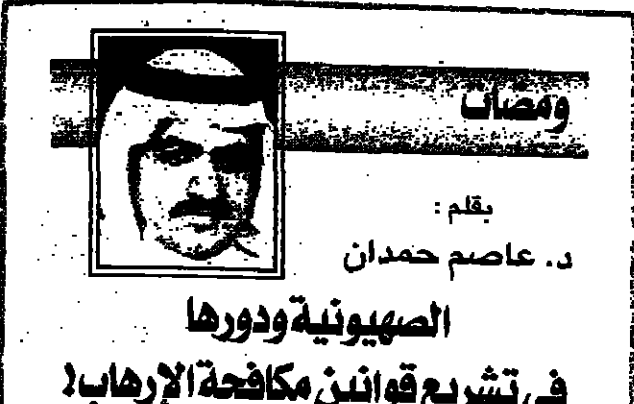 ومضات
بقلم :
د. عاصم حمدان
الصهيونية ودورها
في تشريع قوانين مكافحة الإرهاب!